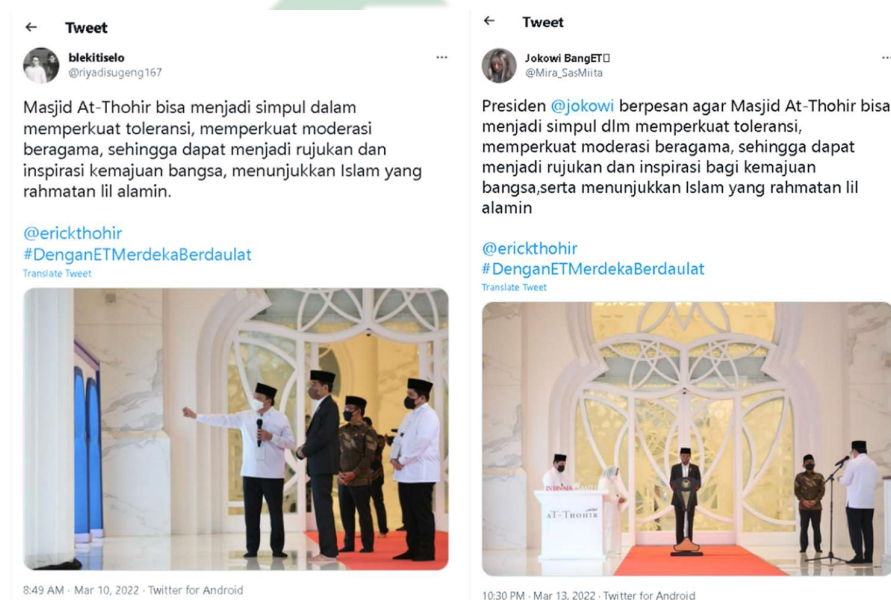 Tweet
blekitiselo
@riyadisugeng167
Masjid At-Thohir bisa menjadi simpul dalam
memperkuat toleransi, memperkuat moderasi
beragama, sehingga dapat menjadi rujukan dan
inspirasi kemajuan bangsa, menunjukkan Islam yang
rahmatan lil alamin.
@erickthohir
#DenganETMerdekaBerdaulat
Translate Tweet
8:49 AM · Mar 10, 2022 · Twitter for Android
Tweet
Jokowi BangET
@Mira_SasMiita
Presiden @jokowi berpesan agar Masjid At-Thohir bisa
menjadi simpul dlm memperkuat toleransi,
memperkuat moderasi beragama, sehingga dapat
menjadi rujukan dan inspirasi bagi kemajuan
bangsa,serta menunjukkan Islam yang rahmatan lil
alamin
@erickthohir
#DenganETMerdekaBerdaulat
Translate Tweet
AT-THOHIR
10:30 PM · Mar 13, 2022 · Twitter for Android